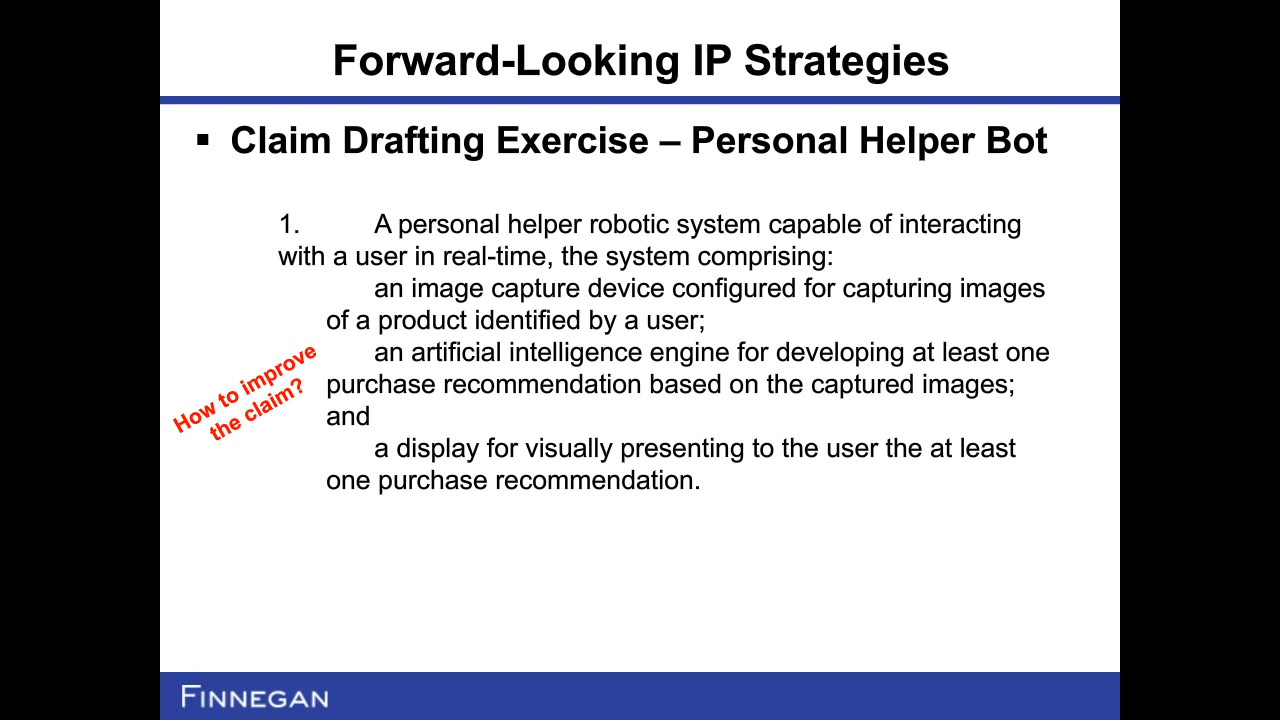 Forward-Looking IP Strategies
▪ Claim Drafting Exercise – Personal Helper Bot
1. A personal helper robotic system capable of interacting
with a user in real-time, the system comprising:
an image capture device configured for capturing images
of a product identified by a user;
an artificial intelligence engine for developing at least one
purchase recommendation based on the captured images;
and
a display for visually presenting to the user the at least
one purchase recommendation.
How to improve
the claim?
FINNEGAN